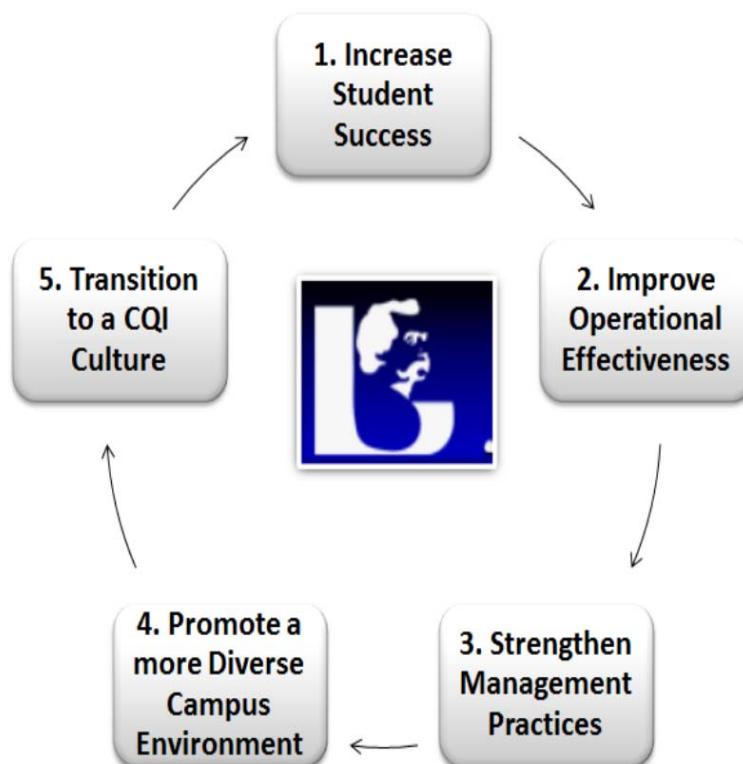 1. Increase
Student
Success
2. Improve
Operational
Effectiveness
3. Strengthen
Management
Practices
4. Promote a
more Diverse
Campus
Environment
5. Transition
to a CQI
Culture
L